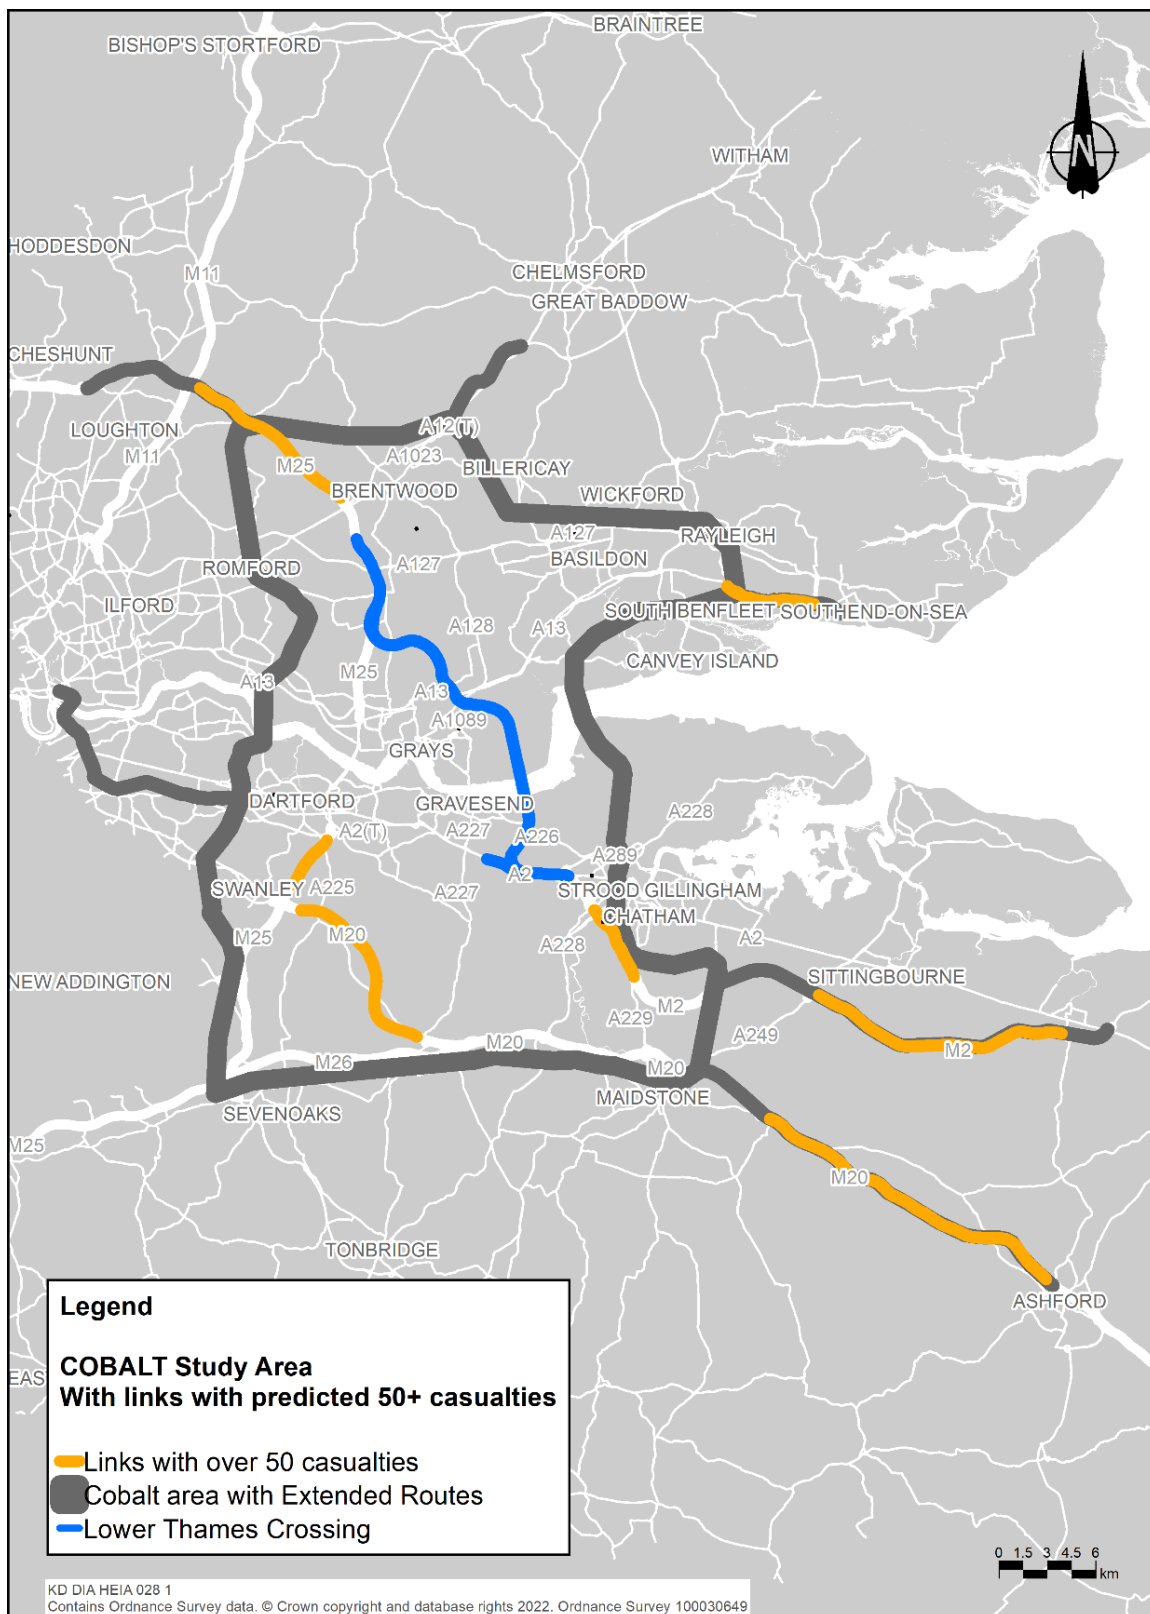 BRAINTREE
BISHOP'S STORTFORD
WITHAM
N
HODDESDON
M11
CHELMSFORD
GREAT BADDOW
CHESHUNT
LOUGHTON
A12(T)
M11
A1023
M25
BILLERICAY
BRENTWOOD
WICKFORD
A127
RAYLEIGH
BASILDON
A127
ROMFORD
ILFORD
SOUTH BENFLEET
SOUTHEND-ON-SEA
A128
A13
CANVEY ISLAND
M25
A13
A13
A1089
GRAYS
DARTFORD
GRAVESEND
A228
A2(T)
A227
A226
A289
A2
SWANLEY
A225
A227
STROOD
GILLINGHAM
CHATHAM
M20
M25
A228
A2
SITTINGBOURNE
NEW ADDINGTON
M2
A229
A249
M20
M2
M26
M20
MAIDSTONE
SEVENOAKS
M25
M20
TONBRIDGE
ASHFORD
EAS
Legend
COBALT Study Area
With links with predicted 50+ casualties
Links with over 50 casualties
Cobalt area with Extended Routes
Lower Thames Crossing
0 1.5 3 4.5 6
km
KD DIA HEIA 028 1
Contains Ordnance Survey data. © Crown copyright and database rights 2022. Ordnance Survey 100030649